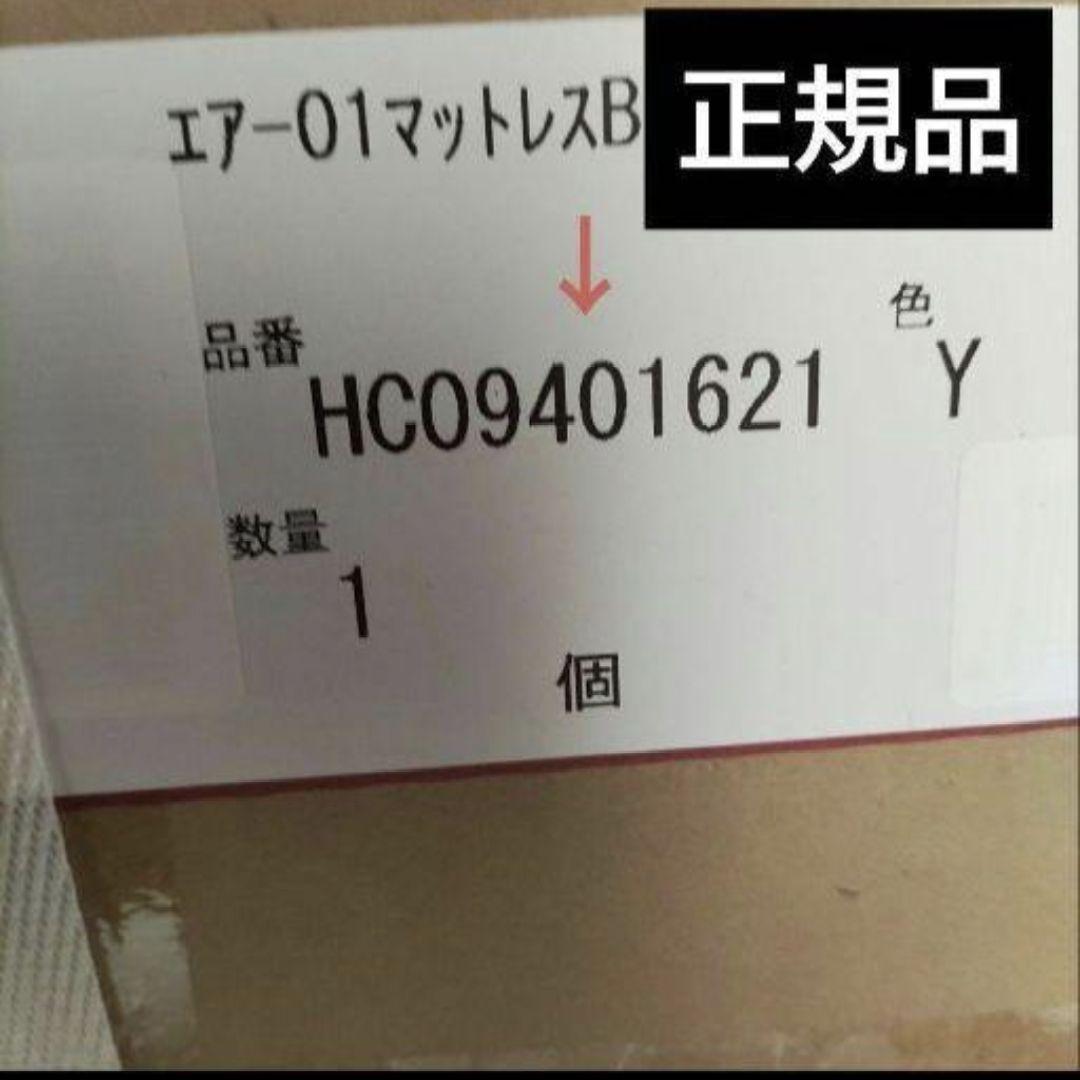 エアー01マットレスB
正規品
↓
品番
HC09401621
色
Y
数量
1
個